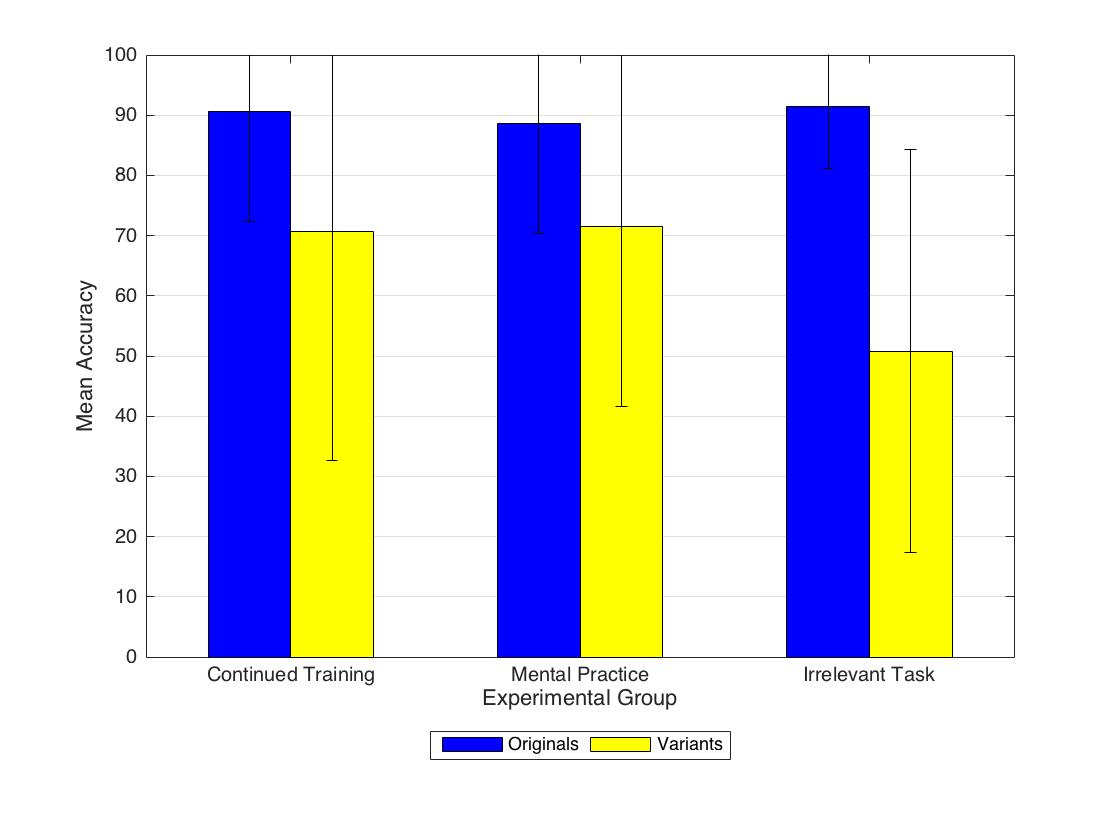 100
90
80
70
60
50
40
30
20
10
0
Mean Accuracy
Continued Training Mental Practice Irrelevant Task
Experimental Group
Originals Variants